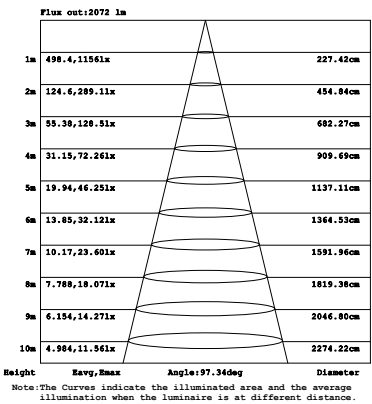 Flux out:2072 lm
1m 498.4,1156lx 227.42cm
2m 124.6,289.1lx 454.84cm
3m 55.38,128.5lx 682.27cm
4m 31.15,72.26lx 909.69cm
5m 19.94,46.25lx 1137.11cm
6m 13.85,32.12lx 1364.53cm
7m 10.17,23.60lx 1591.96cm
8m 7.788,18.07lx 1819.38cm
9m 6.154,14.27lx 2046.80cm
10m 4.984,11.56lx 2274.22cm
Height Eavg,Emax Angle:97.34deg Diameter
Note:The Curves indicate the illuminated area and the average
illumination when the luminaire is at different distance.